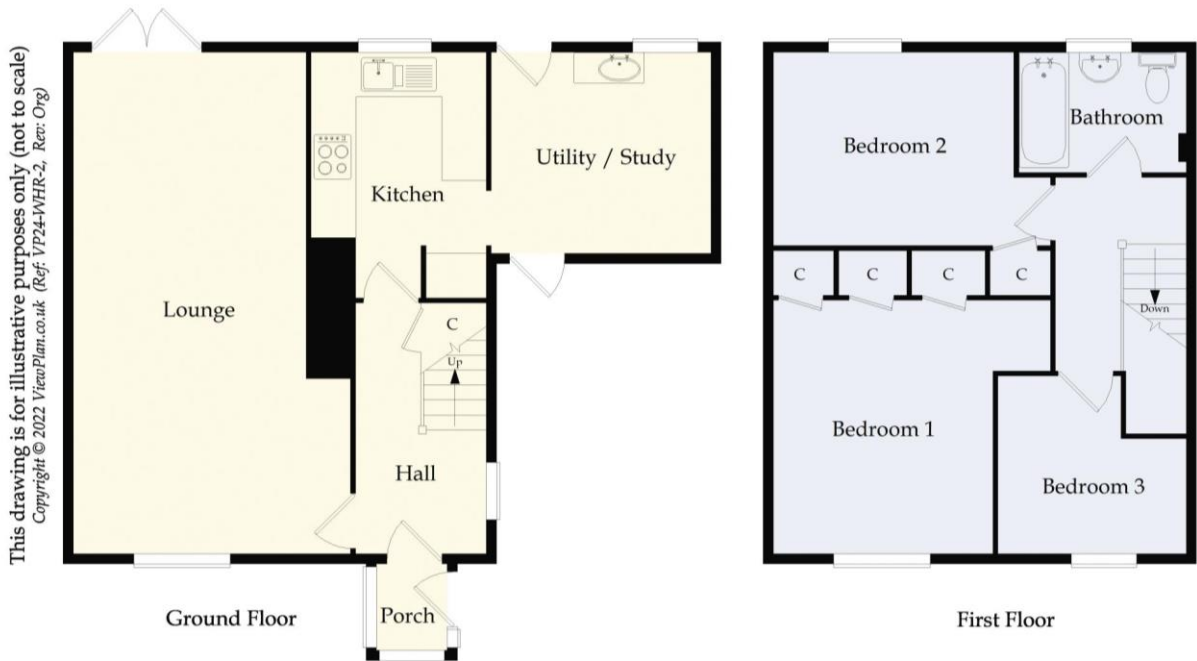 This drawing is for illustrative purposes only (not to scale)
Copyright © 2022 ViewPlan.co.uk (Ref: VP24-WHR-2, Rev: Org)
Lounge
Kitchen
Utility / Study
C
Up
Hall
Porch
Ground Floor
Bedroom 2
Bathroom
C
C
C
C
Down
Bedroom 1
Bedroom 3
First Floor